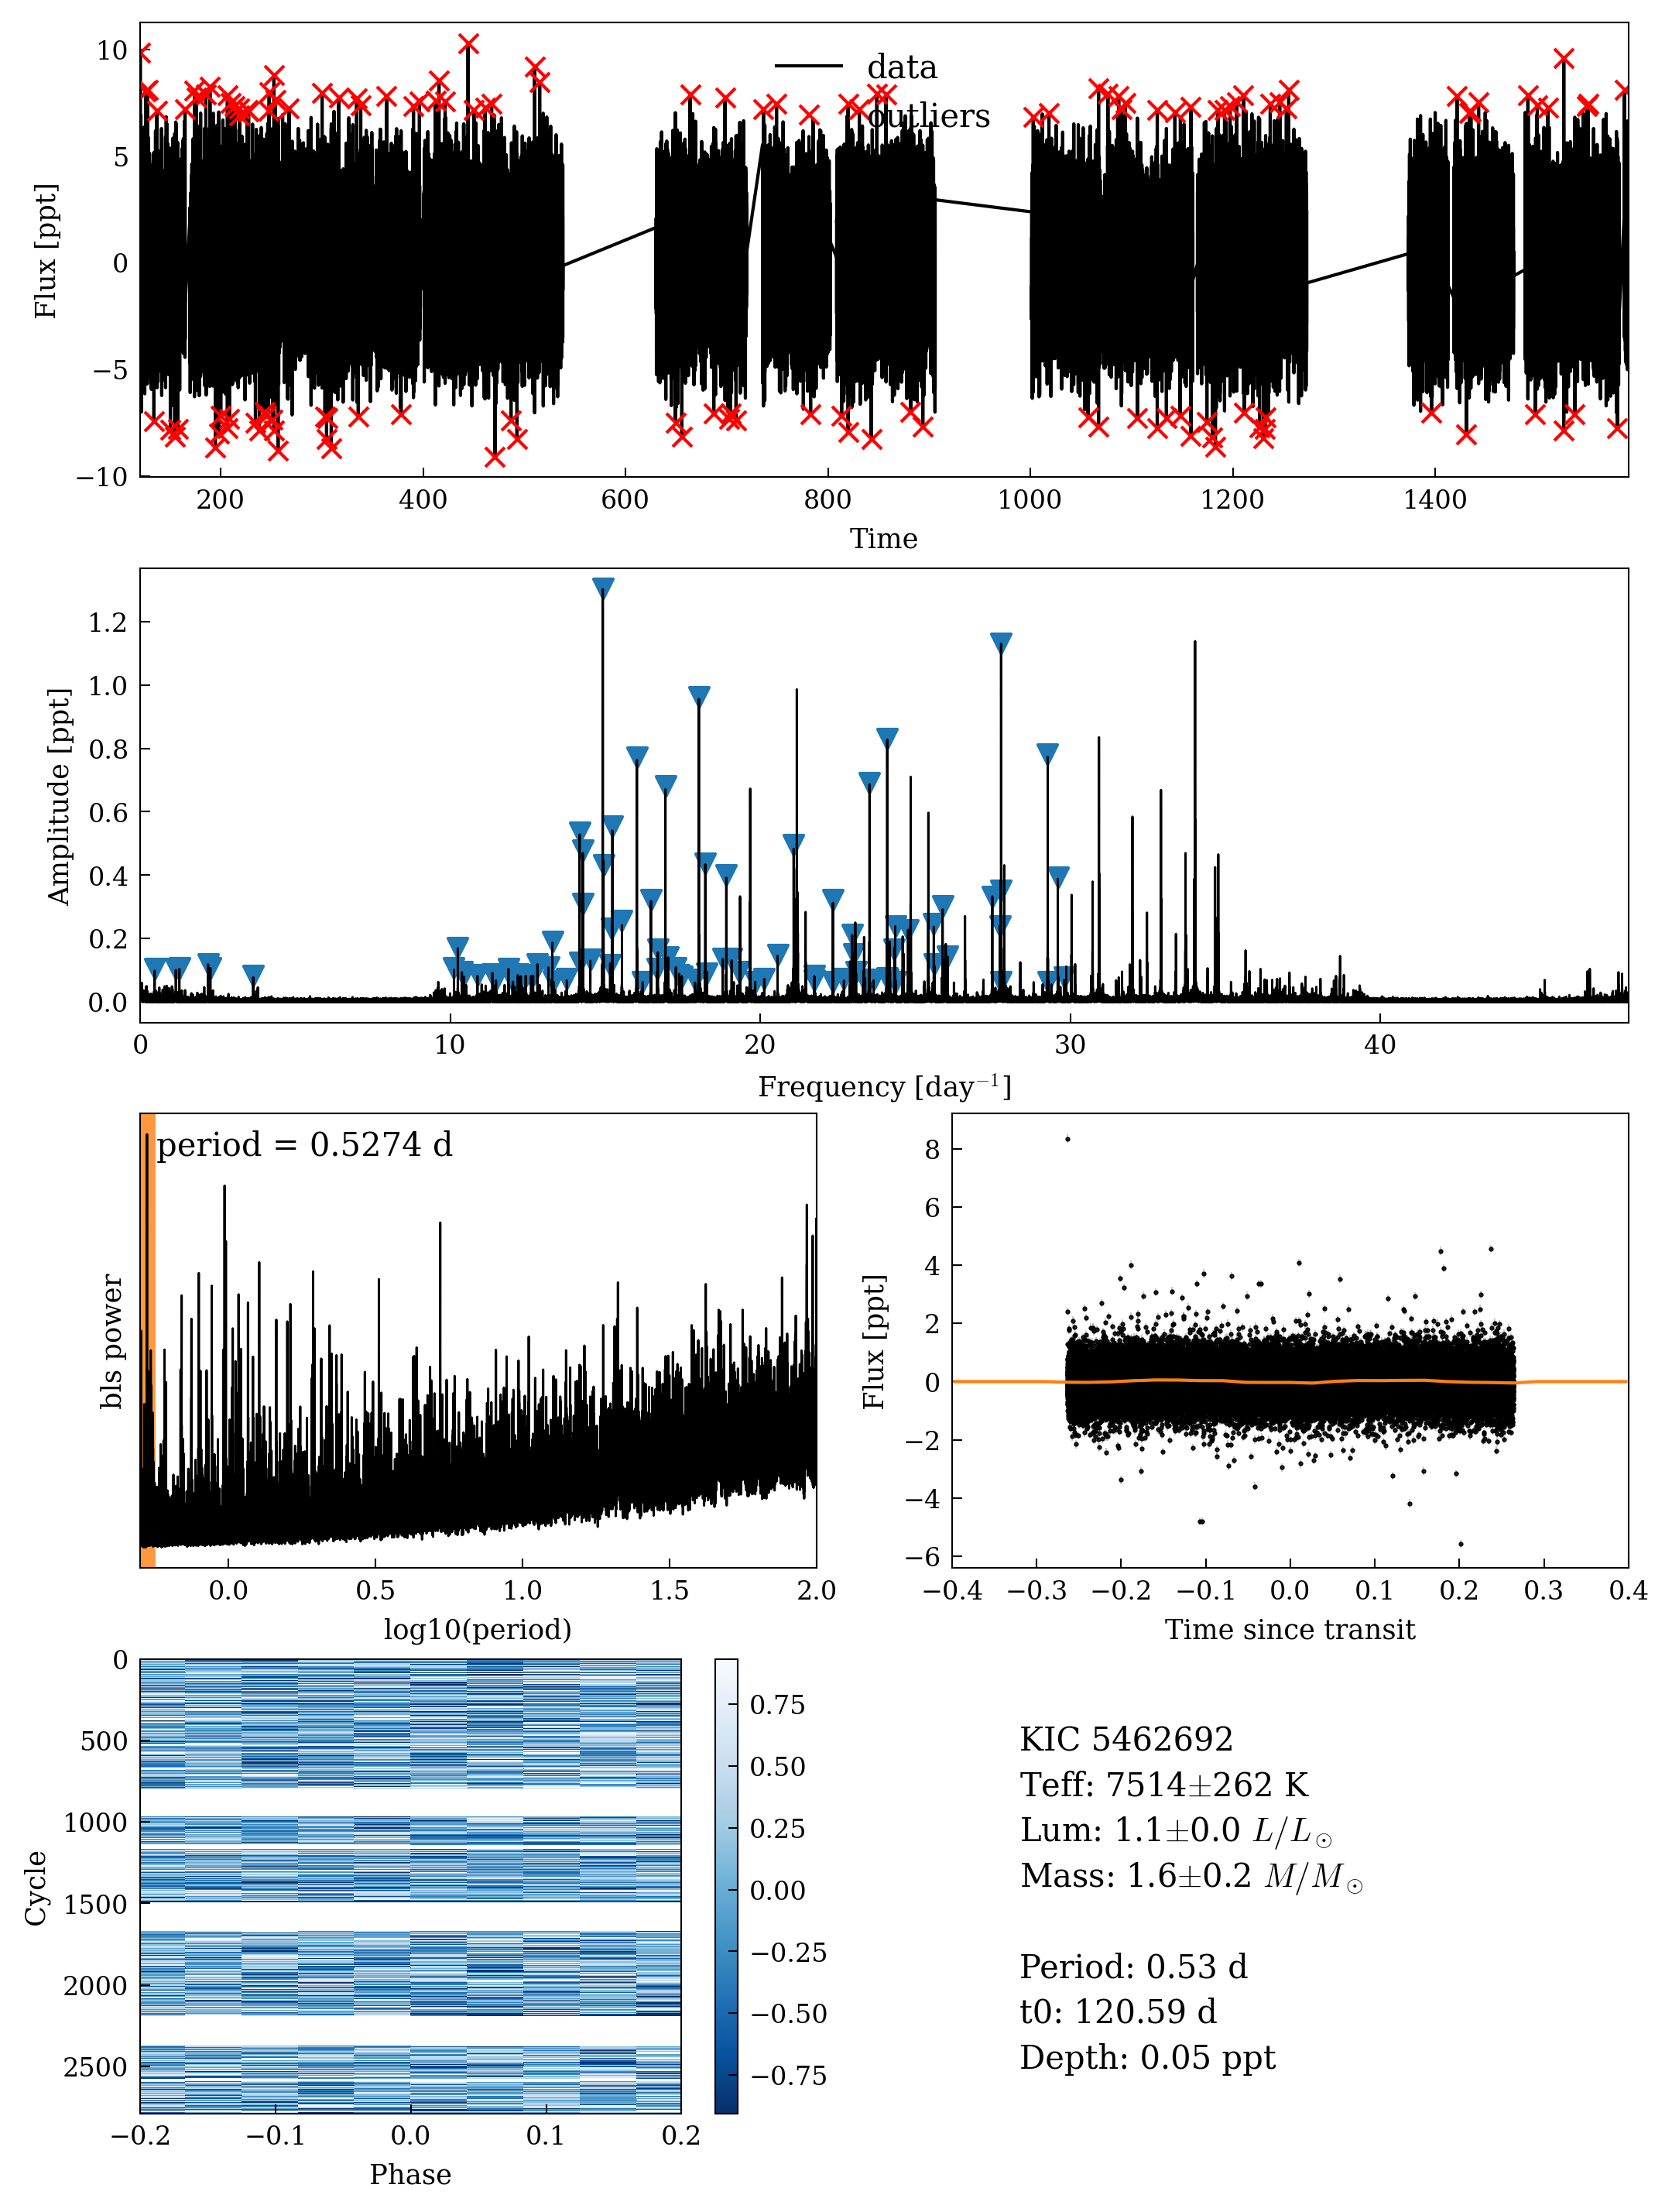 10
5
0
−5
−10
Flux [ppt]
data
outliers
200 400 600 800 1000 1200 1400
Time
1.2
1.0
0.8
0.6
0.4
0.2
0.0
Amplitude [ppt]
0 10 20 30 40
Frequency [day⁻¹]
period = 0.5274 d
bls power
0.0 0.5 1.0 1.5 2.0
log10(period)
8
6
4
2
0
−2
−4
−6
Flux [ppt]
−0.4 −0.3 −0.2 −0.1 0.0 0.1 0.2 0.3 0.4
Time since transit
0
500
1000
1500
2000
2500
Cycle
−0.2 −0.1 0.0 0.1 0.2
Phase
0.75
0.50
0.25
0.00
−0.25
−0.50
−0.75
KIC 5462692
Teff: 7514±262 K
Lum: 1.1±0.0 L/L⊙
Mass: 1.6±0.2 M/M⊙
Period: 0.53 d
t0: 120.59 d
Depth: 0.05 ppt